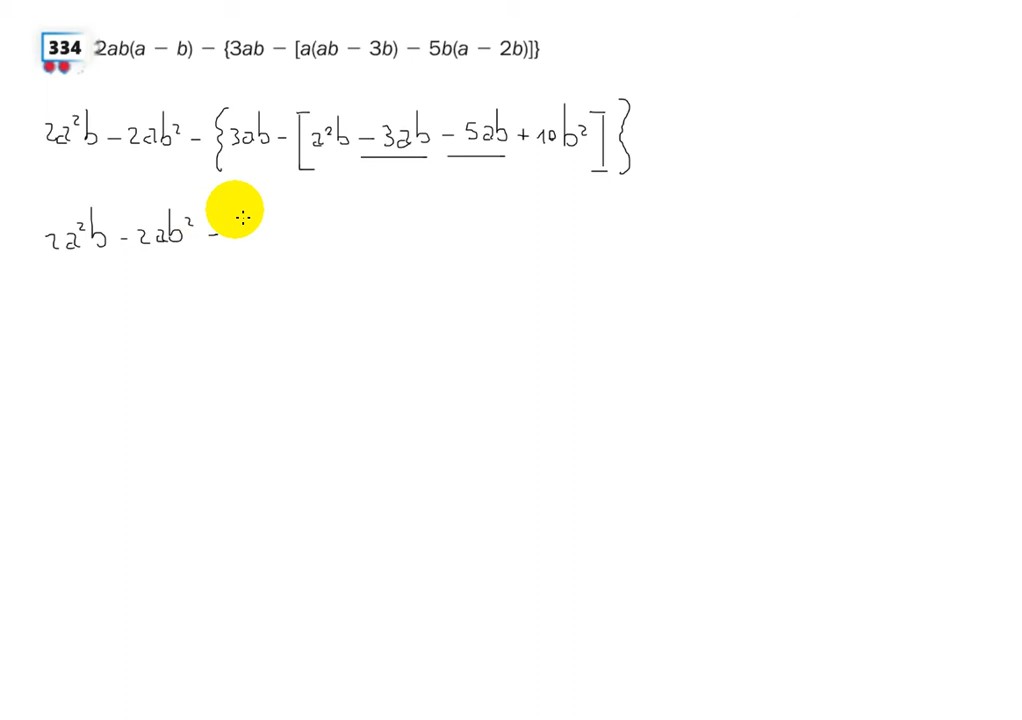 334 2ab(a − b) − {3ab − [a(ab − 3b) − 5b(a − 2b)]}
2a²b − 2ab² − {3ab − [a²b − 3ab − 5ab + 10b²]}
2a²b − 2ab² −